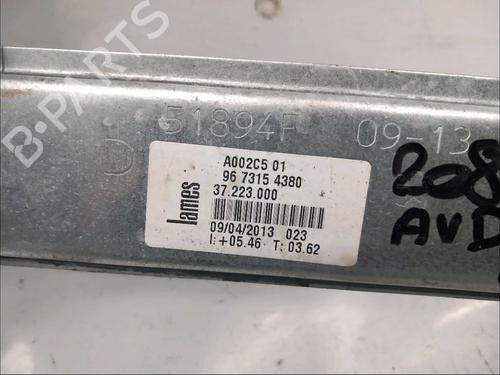 51894F 09-13
D
A002C5 01
96 7315 4380
37.223.000
lames
09/04/2013 023
I:+05.46 T: 03.62
208
AVD
B-PARTS